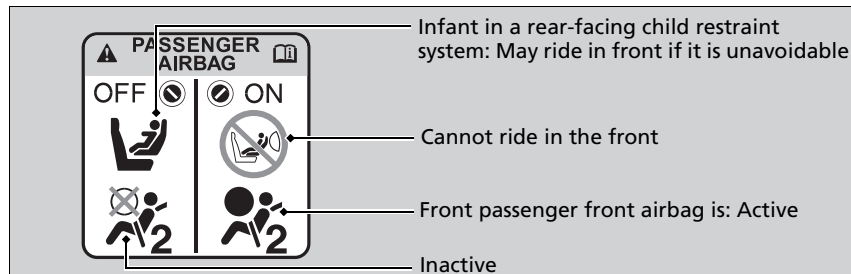 PASSENGER
AIRBAG
OFF ON
2 2
Infant in a rear-facing child restraint
system: May ride in front if it is unavoidable
Cannot ride in the front
Front passenger front airbag is: Active
Inactive